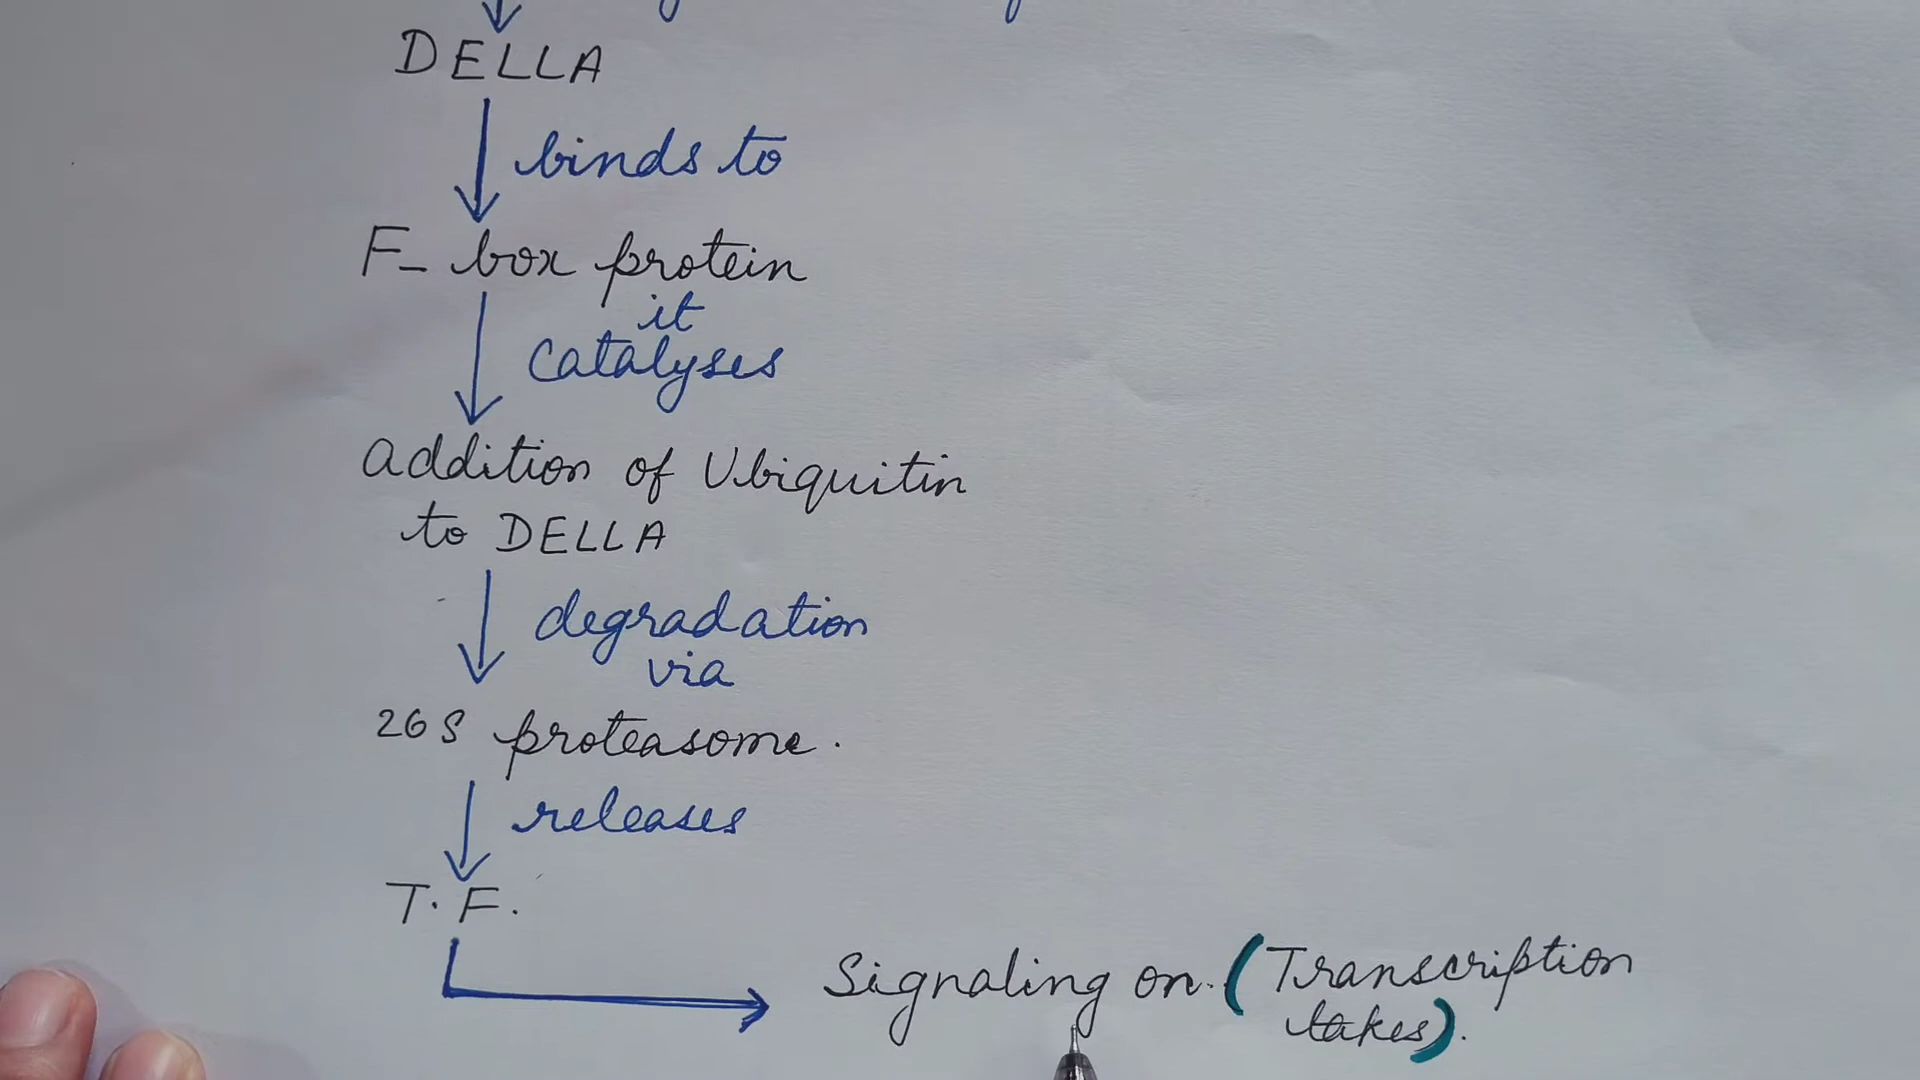 DELLA
binds to
F- box protein
it
catalyses
addition of Ubiquitin
to DELLA
degradation
via
26S proteasome.
releases
T.F.
Signaling on. (Transcription
takes).